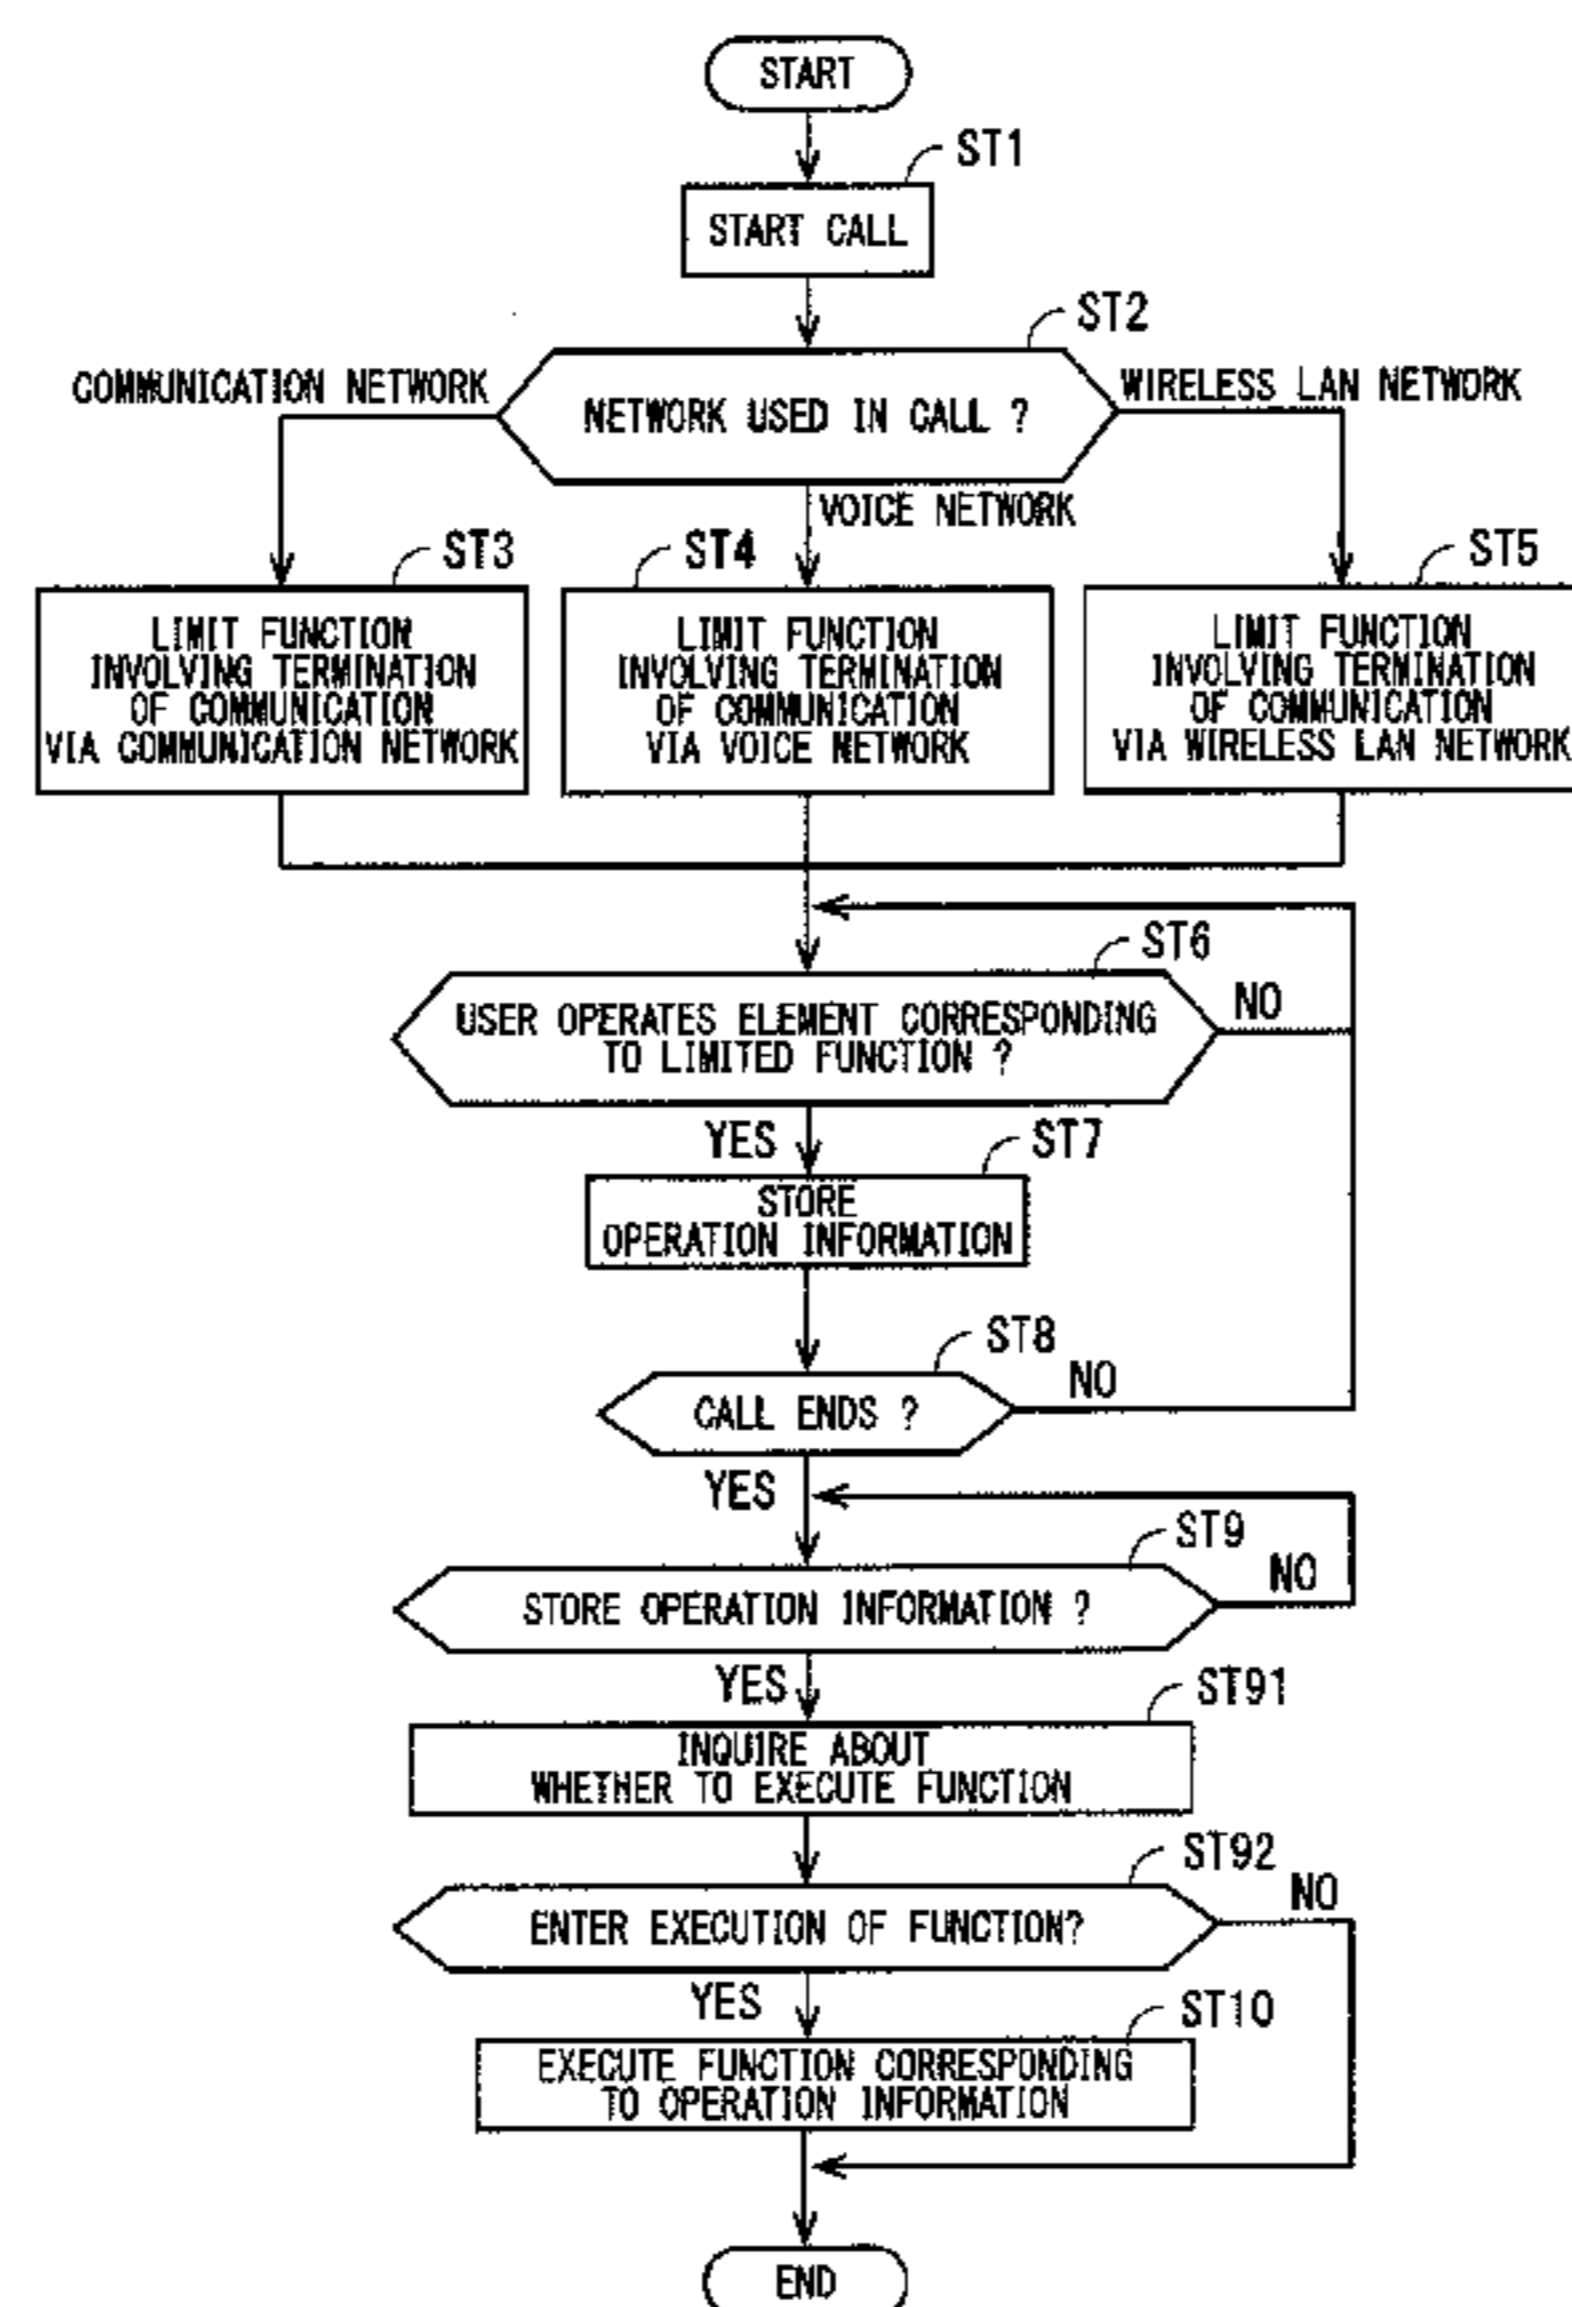 START
ST1
START CALL
ST2
COMMUNICATION NETWORK
NETWORK USED IN CALL ?
WIRELESS LAN NETWORK
VOICE NETWORK
ST3
LIMIT FUNCTION
INVOLVING TERMINATION
OF COMMUNICATION
VIA COMMUNICATION NETWORK
ST4
LIMIT FUNCTION
INVOLVING TERMINATION
OF COMMUNICATION
VIA VOICE NETWORK
ST5
LIMIT FUNCTION
INVOLVING TERMINATION
OF COMMUNICATION
VIA WIRELESS LAN NETWORK
ST6
USER OPERATES ELEMENT CORRESPONDING
TO LIMITED FUNCTION ?
NO
YES
ST7
STORE
OPERATION INFORMATION
ST8
CALL ENDS ?
NO
YES
ST9
STORE OPERATION INFORMATION ?
NO
YES
ST91
INQUIRE ABOUT
WHETHER TO EXECUTE FUNCTION
ST92
ENTER EXECUTION OF FUNCTION?
NO
YES
ST10
EXECUTE FUNCTION CORRESPONDING
TO OPERATION INFORMATION
END